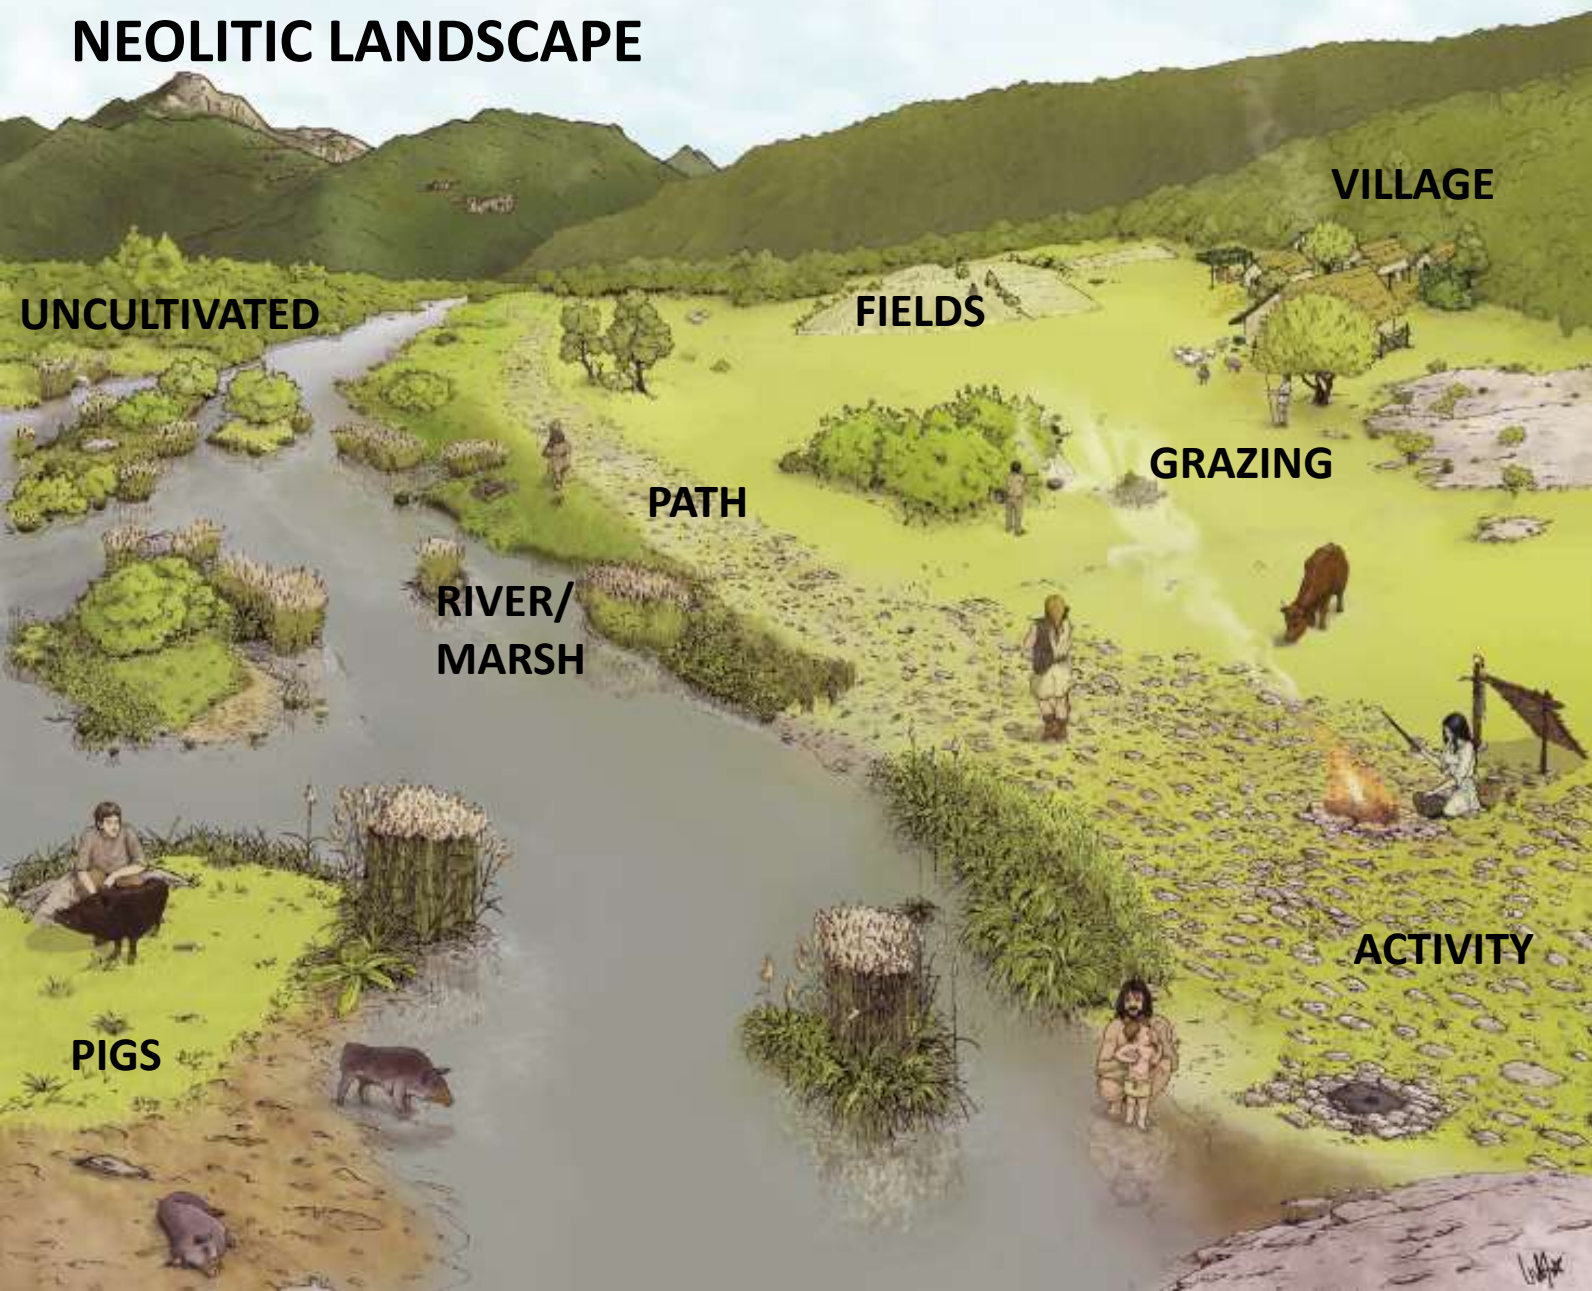 NEOLITIC LANDSCAPE
VILLAGE
UNCULTIVATED
FIELDS
GRAZING
PATH
RIVER/
MARSH
ACTIVITY
PIGS